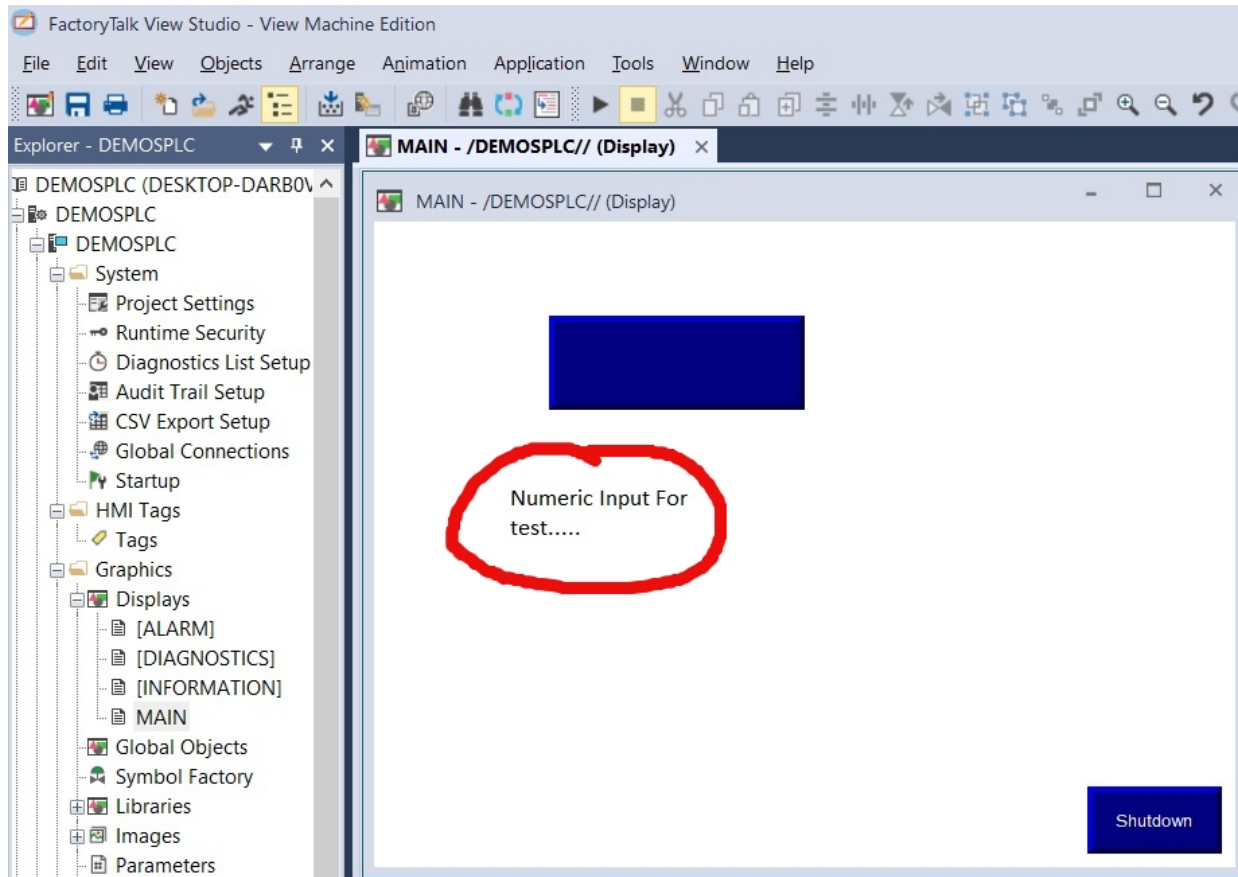 FactoryTalk View Studio - View Machine Edition
File Edit View Objects Arrange Animation Application Tools Window Help
Explorer - DEMOSPLC
MAIN - /DEMOSPLC// (Display)
DEMOSPLC (DESKTOP-DARB0V
DEMOSPLC
DEMOSPLC
System
Project Settings
Runtime Security
Diagnostics List Setup
Audit Trail Setup
CSV Export Setup
Global Connections
Startup
HMI Tags
Tags
Graphics
Displays
[ALARM]
[DIAGNOSTICS]
[INFORMATION]
MAIN
Global Objects
Symbol Factory
Libraries
Images
Parameters
MAIN - /DEMOSPLC// (Display)
Numeric Input For
test.....
Shutdown